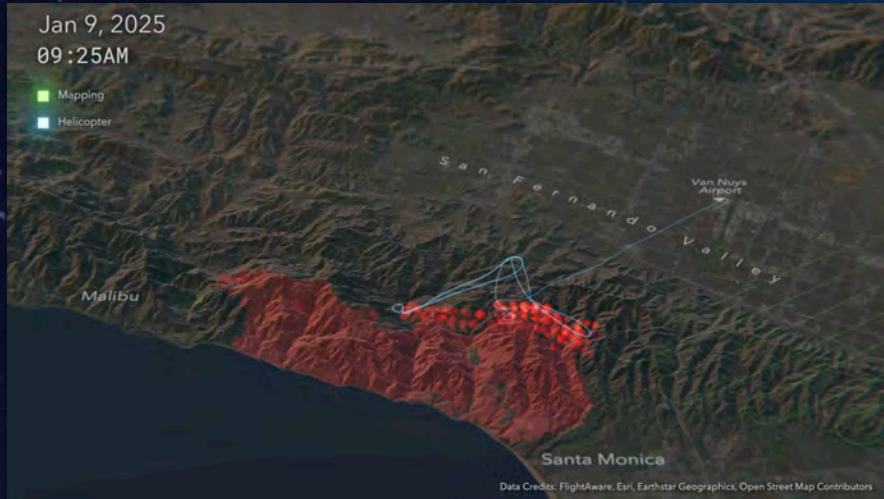 Jan 9, 2025
09:25AM
Mapping
Helicopter
San Fernando Valley
Van Nuys
Airport
Malibu
Santa Monica
Data Credits: FlightAware, Esri, Earthstar Geographics, Open Street Map Contributors